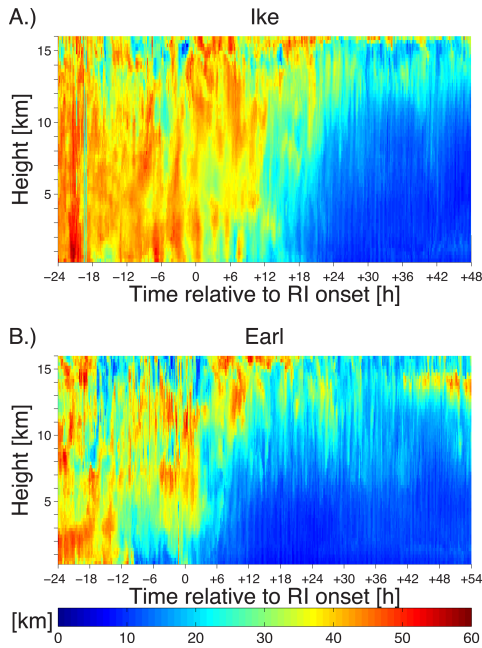 A.) Ike
15
10
5
Height [km]
−24 −18 −12 −6 0 +6 +12 +18 +24 +30 +36 +42 +48
Time relative to RI onset [h]
B.) Earl
15
10
5
Height [km]
−24 −18 −12 −6 0 +6 +12 +18 +24 +30 +36 +42 +48 +54
Time relative to RI onset [h]
[km]
0 10 20 30 40 50 60